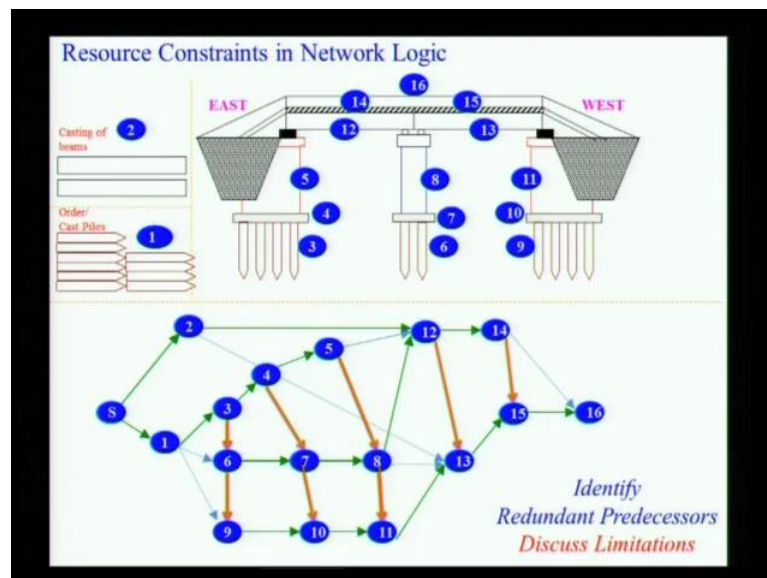 Resource Constraints in Network Logic
16
EAST
14
15
WEST
Casting of
beams
2
12
13
5
8
11
Order/
Cast Piles
1
4
7
10
3
6
9
2
12
14
5
4
S
3
15
16
1
6
7
8
13
9
10
11
Identify
Redundant Predecessors
Discuss Limitations